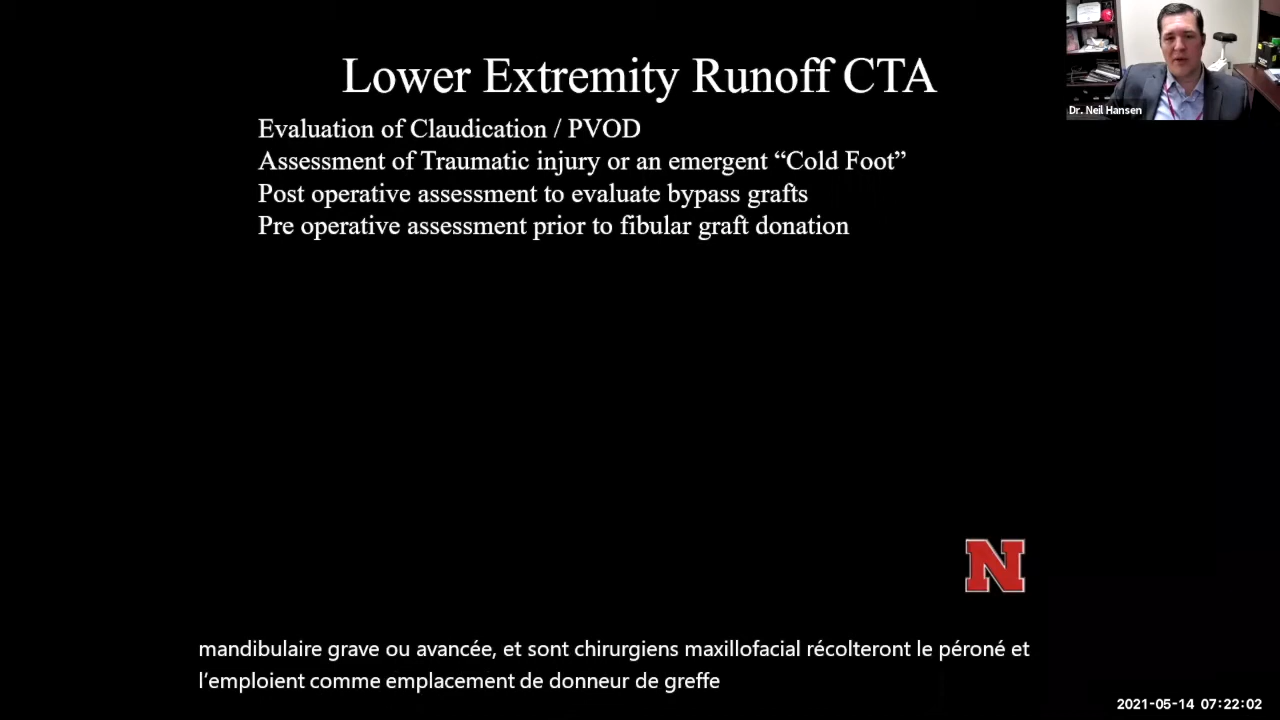 Lower Extremity Runoff CTA
Dr. Neil Hansen
Evaluation of Claudication / PVOD
Assessment of Traumatic injury or an emergent “Cold Foot”
Post operative assessment to evaluate bypass grafts
Pre operative assessment prior to fibular graft donation
N
mandibulaire grave ou avancée, et sont chirurgiens maxillofacial récolteront le péroné et
l’emploient comme emplacement de donneur de greffe
2021-05-14 07:22:02